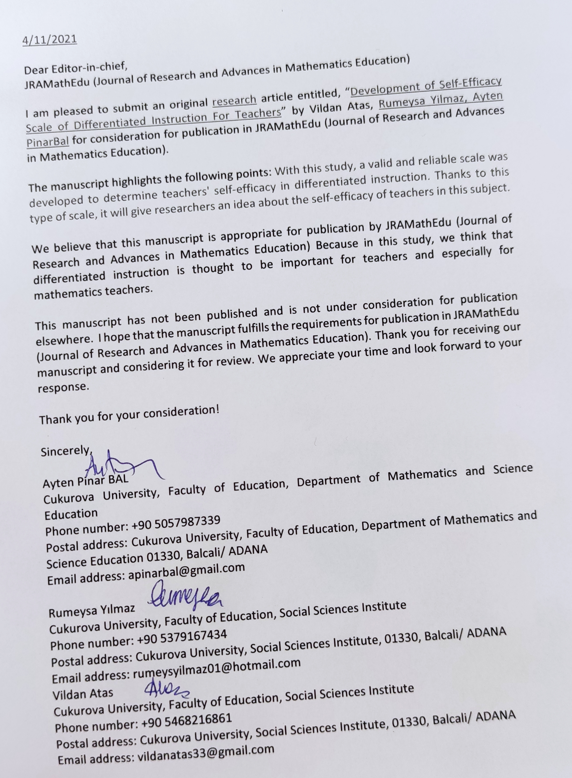 4/11/2021
Dear Editor-in-chief,
JRAMathEdu (Journal of Research and Advances in Mathematics Education)
I am pleased to submit an original research article entitled, “Development of Self-Efficacy
Scale of Differentiated Instruction For Teachers” by Vildan Atas, Rumeysa Yilmaz, Ayten
PinarBal for consideration for publication in JRAMathEdu (Journal of Research and Advances
in Mathematics Education).
The manuscript highlights the following points: With this study, a valid and reliable scale was
developed to determine teachers' self-efficacy in differentiated instruction. Thanks to this
type of scale, it will give researchers an idea about the self-efficacy of teachers in this subject.
We believe that this manuscript is appropriate for publication by JRAMathEdu (Journal of
Research and Advances in Mathematics Education) Because in this study, we think that
differentiated instruction is thought to be important for teachers and especially for
mathematics teachers.
This manuscript has not been published and is not under consideration for publication
elsewhere. I hope that the manuscript fulfills the requirements for publication in JRAMathEdu
(Journal of Research and Advances in Mathematics Education). Thank you for receiving our
manuscript and considering it for review. We appreciate your time and look forward to your
response.
Thank you for your consideration!
Sincerely,
Ayten Pinar BAL
Cukurova University, Faculty of Education, Department of Mathematics and Science
Education
Phone number: +90 5057987339
Postal address: Cukurova University, Faculty of Education, Department of Mathematics and
Science Education 01330, Balcali/ ADANA
Email address: apinarbal@gmail.com
Rumeysa Yılmaz
Cukurova University, Faculty of Education, Social Sciences Institute
Phone number: +90 5379167434
Postal address: Cukurova University, Social Sciences Institute, 01330, Balcali/ ADANA
Email address: rumeysyilmaz01@hotmail.com
Vildan Atas
Cukurova University, Faculty of Education, Social Sciences Institute
Phone number: +90 5468216861
Postal address: Cukurova University, Social Sciences Institute, 01330, Balcali/ ADANA
Email address: vildanatas33@gmail.com